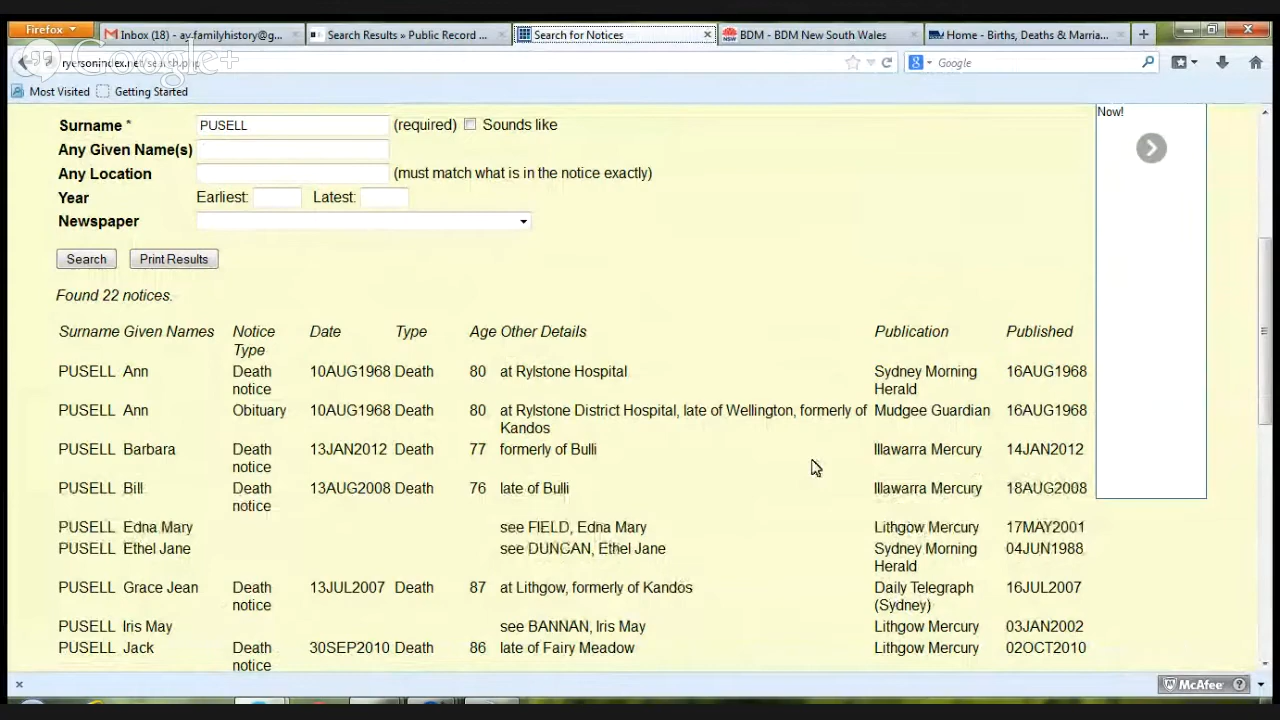 Firefox
Inbox (18) - ay.familyhistory@g...
Search Results » Public Record ...
Search for Notices
BDM - BDM New South Wales
Home - Births, Deaths & Marria...
Google+
ryersonindex.net/search.php
Google
Most Visited Getting Started
Now!
Surname * PUSELL (required) Sounds like
Any Given Name(s)
Any Location (must match what is in the notice exactly)
Year Earliest: Latest:
Newspaper
Search Print Results
Found 22 notices.
Surname Given Names Notice Type Date Type Age Other Details Publication Published
PUSELL Ann Death notice 10AUG1968 Death 80 at Rylstone Hospital Sydney Morning Herald 16AUG1968
PUSELL Ann Obituary 10AUG1968 Death 80 at Rylstone District Hospital, late of Wellington, formerly of Kandos Mudgee Guardian 16AUG1968
PUSELL Barbara Death notice 13JAN2012 Death 77 formerly of Bulli Illawarra Mercury 14JAN2012
PUSELL Bill Death notice 13AUG2008 Death 76 late of Bulli Illawarra Mercury 18AUG2008
PUSELL Edna Mary see FIELD, Edna Mary Lithgow Mercury 17MAY2001
PUSELL Ethel Jane see DUNCAN, Ethel Jane Sydney Morning Herald 04JUN1988
PUSELL Grace Jean Death notice 13JUL2007 Death 87 at Lithgow, formerly of Kandos Daily Telegraph (Sydney) 16JUL2007
PUSELL Iris May see BANNAN, Iris May Lithgow Mercury 03JAN2002
PUSELL Jack Death notice 30SEP2010 Death 86 late of Fairy Meadow Lithgow Mercury 02OCT2010
McAfee